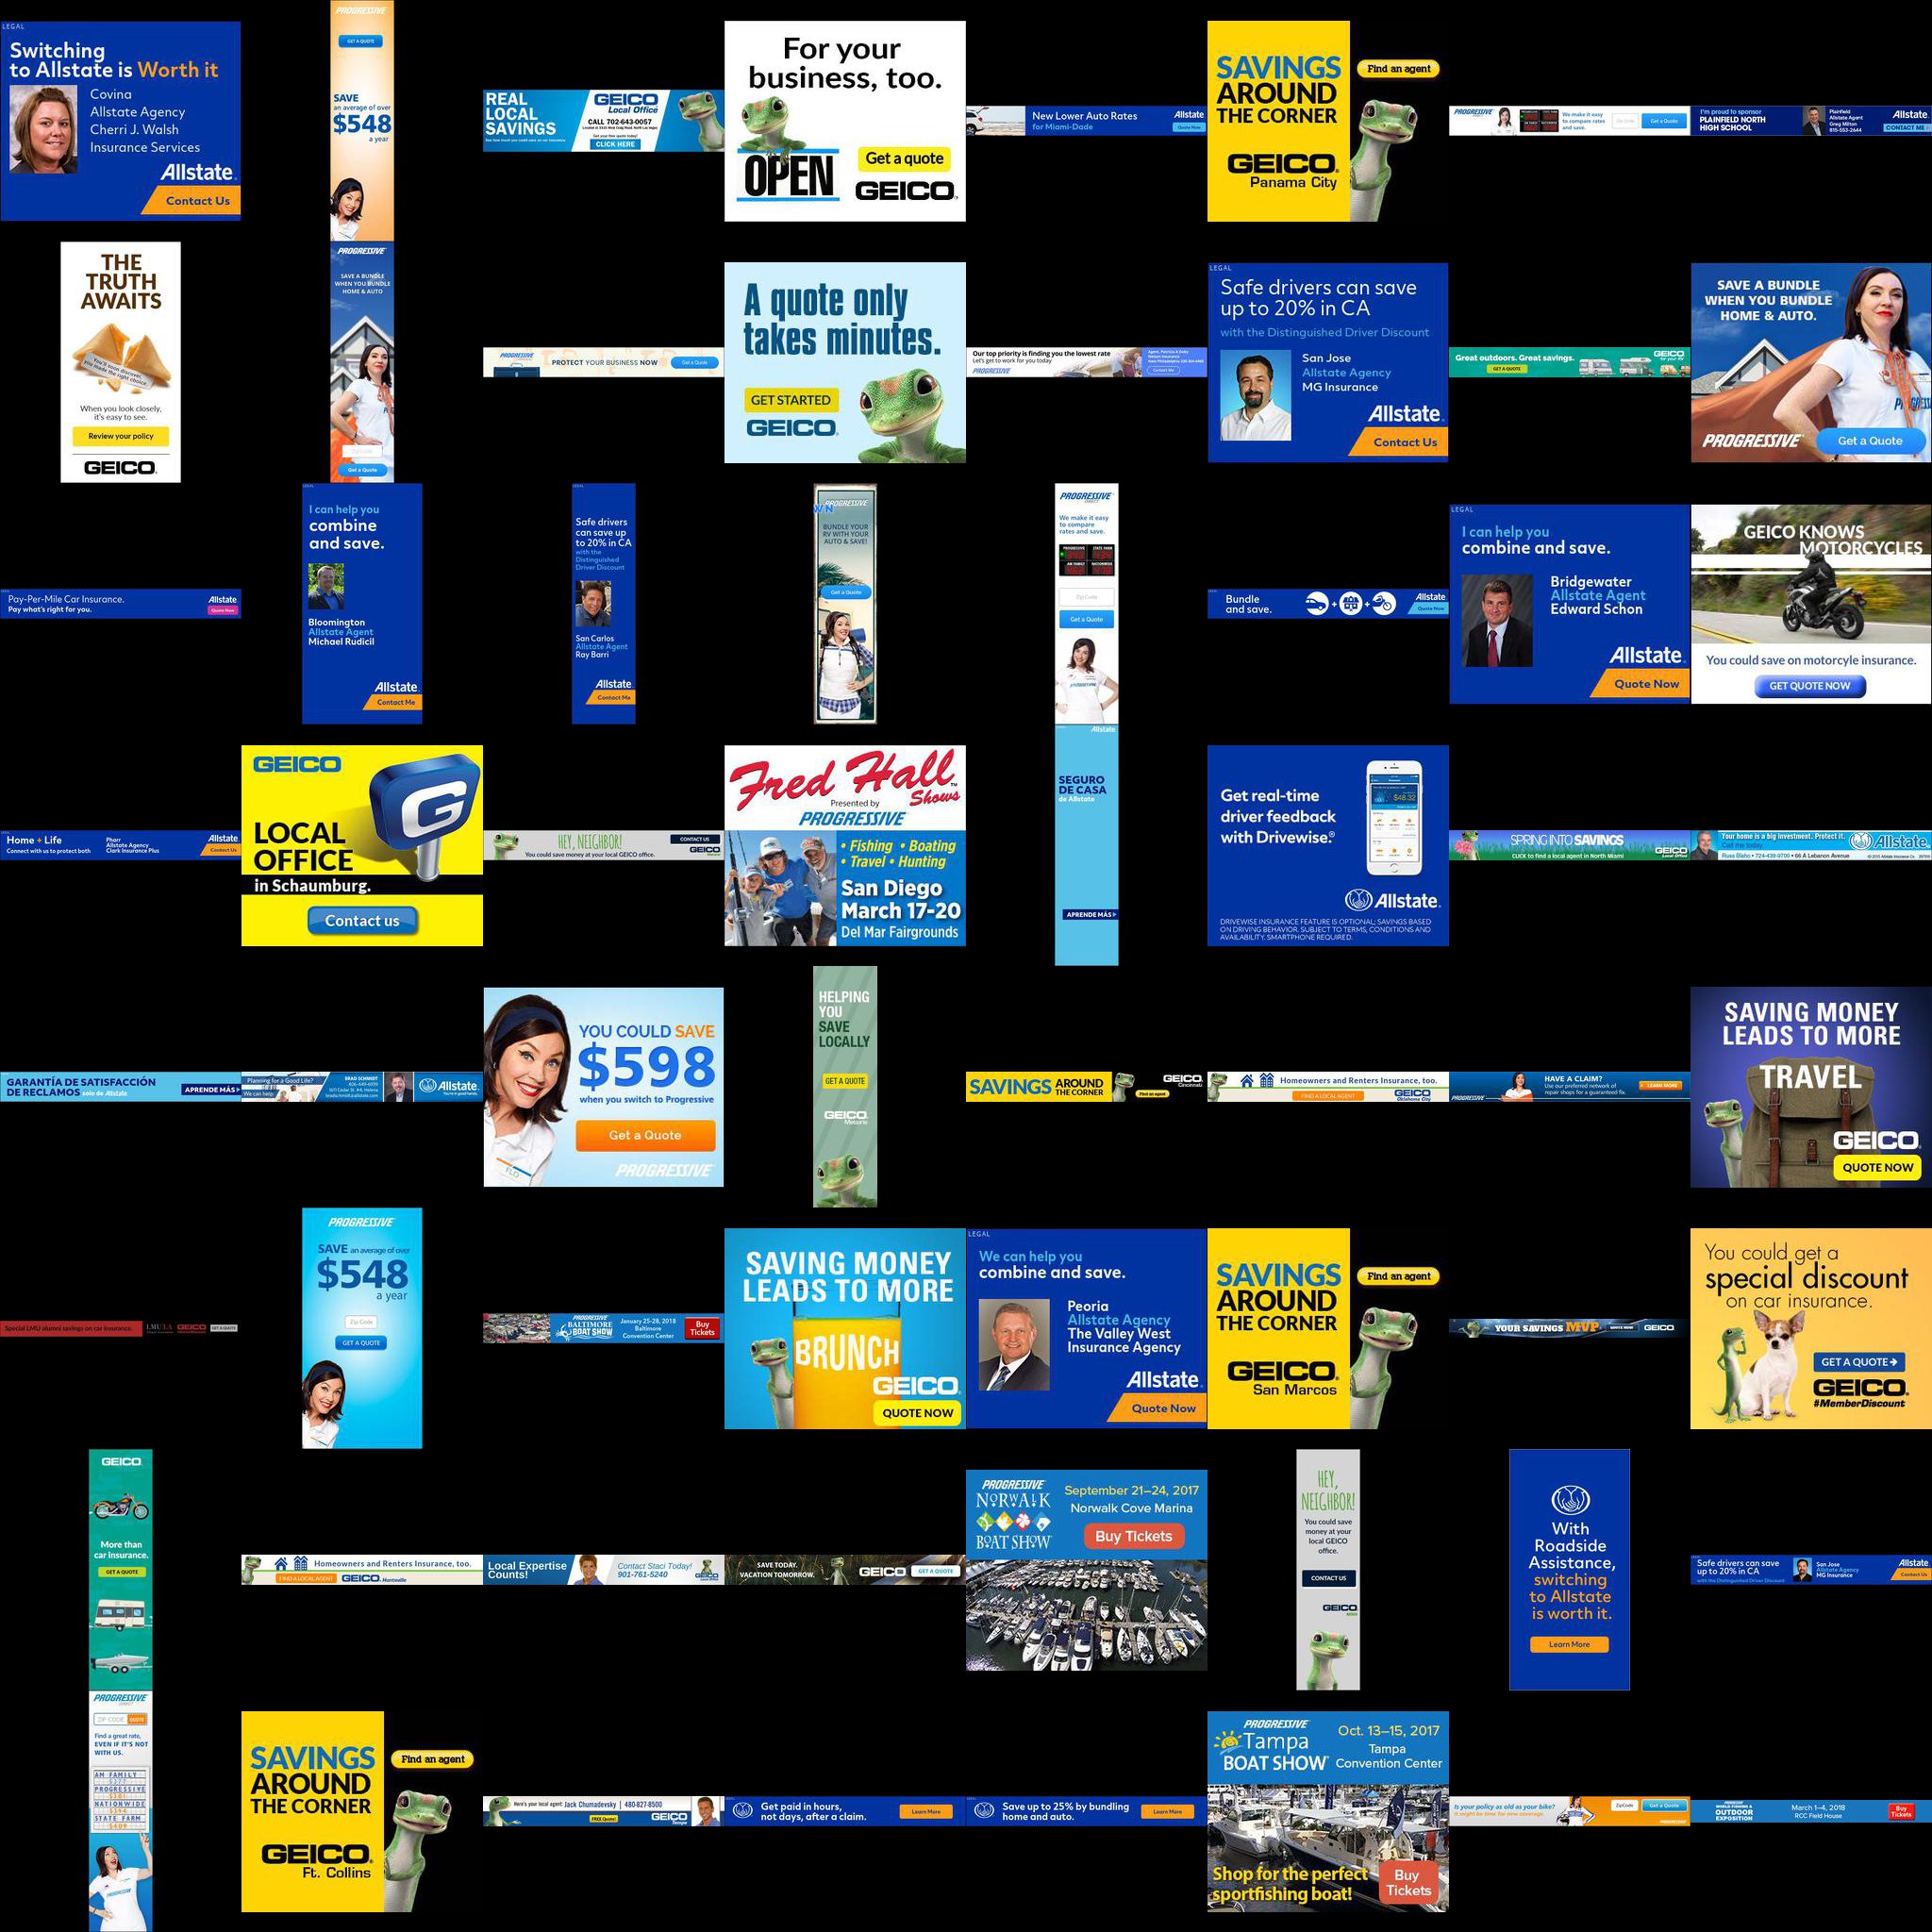 LEGAL
Switching
to Allstate is Worth it
Covina
Allstate Agency
Cherri J. Walsh
Insurance Services
Allstate
Contact Us
PROGRESSIVE
GET A QUOTE
SAVE
an average of over
$548
a year
REAL
LOCAL
SAVINGS
GEICO
Local Office
CALL 702-643-0057
CLICK HERE
For your
business, too.
OPEN
Get a quote
GEICO
New Lower Auto Rates
for Miami-Dade
Allstate
Quote Now
SAVINGS
AROUND
THE CORNER
Find an agent
GEICO
Panama City
PROGRESSIVE
We make it easy
to compare rates
and save.
Get a Quote
I'm proud to sponsor
PLAINFIELD NORTH
HIGH SCHOOL
Plainfield
Allstate Agent
Greg Milton
815-553-2644
Allstate
CONTACT ME
THE
TRUTH
AWAITS
When you look closely,
it's easy to see.
Review your policy
GEICO
PROGRESSIVE
SAVE A BUNDLE
WHEN YOU BUNDLE
HOME & AUTO
Get a Quote
PROGRESSIVE
PROTECT YOUR BUSINESS NOW
Get a Quote
A quote only
takes minutes.
GET STARTED
GEICO
Our top priority is finding you the lowest rate
Let's get to work for you today
PROGRESSIVE
Contact Me
LEGAL
Safe drivers can save
up to 20% in CA
with the Distinguished Driver Discount
San Jose
Allstate Agency
MG Insurance
Allstate
Contact Us
Great outdoors. Great savings.
GET A QUOTE
GEICO
for your RV
SAVE A BUNDLE
WHEN YOU BUNDLE
HOME & AUTO.
PROGRESSIVE
Get a Quote
Pay-Per-Mile Car Insurance.
Pay what's right for you.
Allstate
Quote Now
I can help you
combine
and save.
Bloomington
Allstate Agent
Michael Rudicil
Allstate
Contact Me
Safe drivers
can save up
to 20% in CA
with the
Distinguished
Driver Discount
San Carlos
Allstate Agent
Ray Barri
Allstate
Contact Me
PROGRESSIVE
BUNDLE YOUR
RV WITH YOUR
AUTO & SAVE!
Get a Quote
PROGRESSIVE
We make it easy
to compare
rates and save.
Zip Code
Get a Quote
Bundle
and save.
Allstate
Quote Now
LEGAL
I can help you
combine and save.
Bridgewater
Allstate Agent
Edward Schon
Allstate
Quote Now
GEICO KNOWS
MOTORCYCLES
You could save on motorcyle insurance.
GET QUOTE NOW
Home + Life
Connect with us to protect both
Pharr
Allstate Agency
Clark Insurance Plus
Allstate
Contact Us
GEICO
G
LOCAL
OFFICE
in Schaumburg.
Contact us
HEY, NEIGHBOR!
You could save money at your local GEICO office.
CONTACT US
GEICO
Fred Hall
Shows
Presented by
PROGRESSIVE
• Fishing • Boating
• Travel • Hunting
San Diego
March 17-20
Del Mar Fairgrounds
Allstate
SEGURO
DE CASA
de Allstate
APRENDE MÁS
Get real-time
driver feedback
with Drivewise®
$48.32
Allstate
DRIVEWISE INSURANCE FEATURE IS OPTIONAL; SAVINGS BASED
ON DRIVING BEHAVIOR. SUBJECT TO TERMS, CONDITIONS AND
AVAILABILITY. SMARTPHONE REQUIRED.
SPRING INTO SAVINGS
CLICK to find a local agent in North Miami
GEICO
Your home is a big investment. Protect it.
Call me today.
Russ Blaho • 724-439-9700 • 66 A Lebanon Avenue
Allstate
GARANTÍA DE SATISFACCIÓN
DE RECLAMOS solo de Allstate
APRENDE MÁS
Planning for a Good Life?
We can help.
BRAD SCHMIDT
Allstate
You're in good hands.
YOU COULD SAVE
$598
when you switch to Progressive
Get a Quote
PROGRESSIVE
FLO
HELPING
YOU
SAVE
LOCALLY
GET A QUOTE
GEICO
Metairie
SAVINGS AROUND
THE CORNER
Find an agent
GEICO
Cincinnati
Homeowners and Renters Insurance, too.
FIND A LOCAL AGENT
GEICO
Oklahoma City
PROGRESSIVE
HAVE A CLAIM?
Use our preferred network of
repair shops for a guaranteed fix.
LEARN MORE
SAVING MONEY
LEADS TO MORE
TRAVEL
GEICO
QUOTE NOW
Special LMU alumni savings on car insurance.
LMU LA
GEICO
GET A QUOTE
PROGRESSIVE
SAVE an average of over
$548
a year
Zip Code
GET A QUOTE
PROGRESSIVE
BALTIMORE
BOAT SHOW
January 25-28, 2018
Baltimore
Convention Center
Buy
Tickets
SAVING MONEY
LEADS TO MORE
BRUNCH
GEICO
QUOTE NOW
LEGAL
We can help you
combine and save.
Peoria
Allstate Agency
The Valley West
Insurance Agency
Allstate
Quote Now
SAVINGS
AROUND
THE CORNER
Find an agent
GEICO
San Marcos
YOUR SAVINGS MVP
QUOTE NOW
GEICO
You could get a
special discount
on car insurance.
GET A QUOTE
GEICO
#MemberDiscount
GEICO
More than
car insurance.
GET A QUOTE
Homeowners and Renters Insurance, too.
FIND A LOCAL AGENT
GEICO Huntsville
Local Expertise
Counts!
Contact Staci Today!
901-761-5240
GEICO
SAVE TODAY.
VACATION TOMORROW.
GEICO
GET A QUOTE
PROGRESSIVE
NORWALK
BOAT SHOW
September 21–24, 2017
Norwalk Cove Marina
Buy Tickets
HEY,
NEIGHBOR!
You could save
money at your
local GEICO
office.
CONTACT US
GEICO
With
Roadside
Assistance,
switching
to Allstate
is worth it.
Learn More
Safe drivers can save
up to 20% in CA
with the Distinguished Driver Discount
San Jose
Allstate Agency
MG Insurance
Allstate
Contact Us
PROGRESSIVE
ZIP CODE
QUOTE
Find a great rate,
EVEN IF IT'S NOT
WITH US.
AM FAMILY
PROGRESSIVE
NATIONWIDE
STATE FARM
SAVINGS
AROUND
THE CORNER
Find an agent
GEICO
Ft. Collins
Here's your local agent: Jack Chumadevsky | 480-827-8500
FREE Quote!
GEICO
Tempe
Get paid in hours,
not days, after a claim.
Learn More
Save up to 25% by bundling
home and auto.
Learn More
PROGRESSIVE
Tampa
BOAT SHOW
Oct. 13–15, 2017
Tampa
Convention Center
Shop for the perfect
sportfishing boat!
Buy
Tickets
Is your policy as old as your bike?
It might be time for new coverage.
ZipCode
Get a Quote
PROGRESSIVE
OUTDOOR
EXPOSITION
March 1–4, 2018
RCC Field House
Buy
Tickets